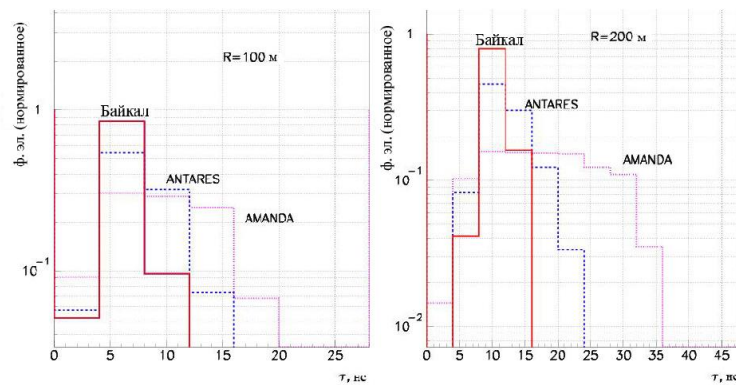 ф. эл. (нормированное)
R=100 м
Байкал
ANTARES
AMANDA
1
10⁻¹
0 5 10 15 20 25
τ, нс
ф. эл. (нормированное)
R=200 м
Байкал
ANTARES
AMANDA
1
10⁻¹
10⁻²
0 5 10 15 20 25 30 35 40 45
τ, нс